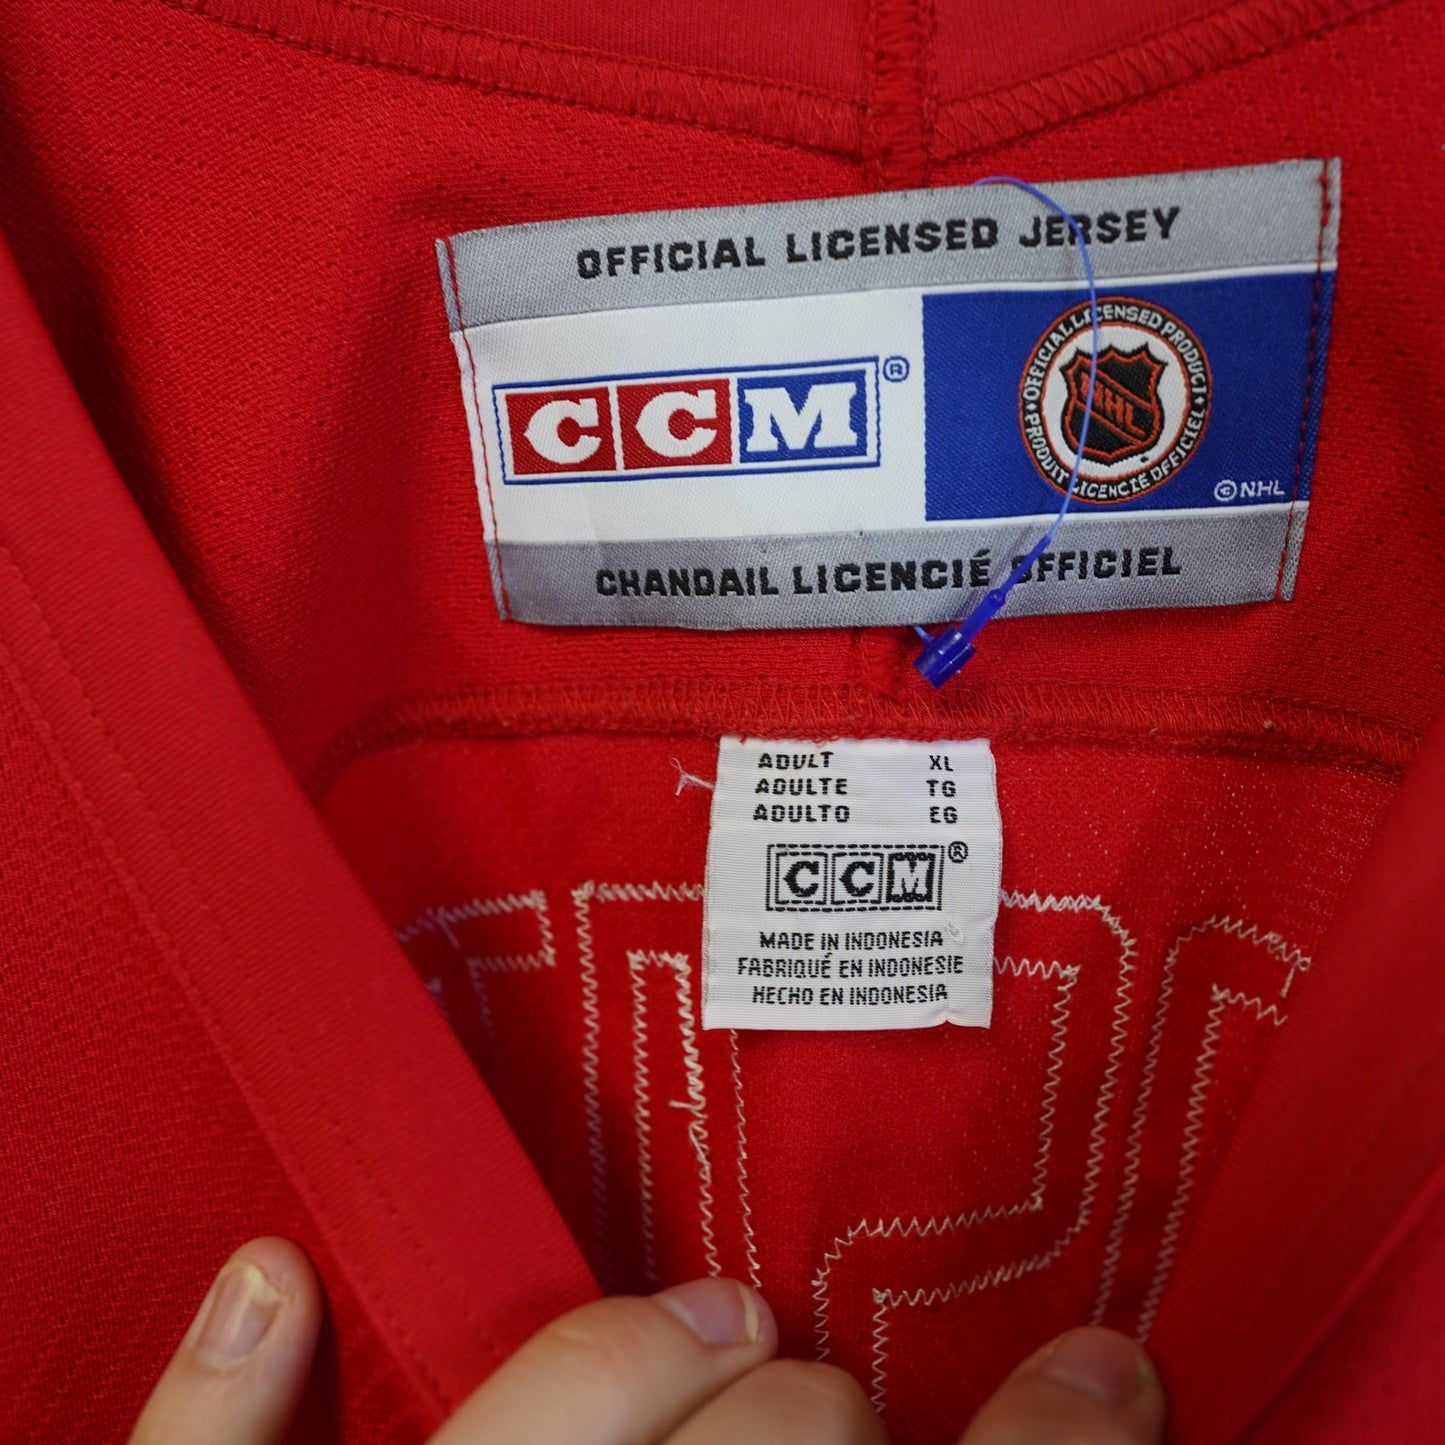 OFFICIAL LICENSED JERSEY
CCM®
OFFICIAL LICENSED PRODUCT
NHL
PRODUIT LICENCIÉ OFFICIEL
©NHL
CHANDAIL LICENCIÉ OFFICIEL
ADULT XL
ADULTE TG
ADULTO EG
CCM®
MADE IN INDONESIA
FABRIQUÉ EN INDONESIE
HECHO EN INDONESIA